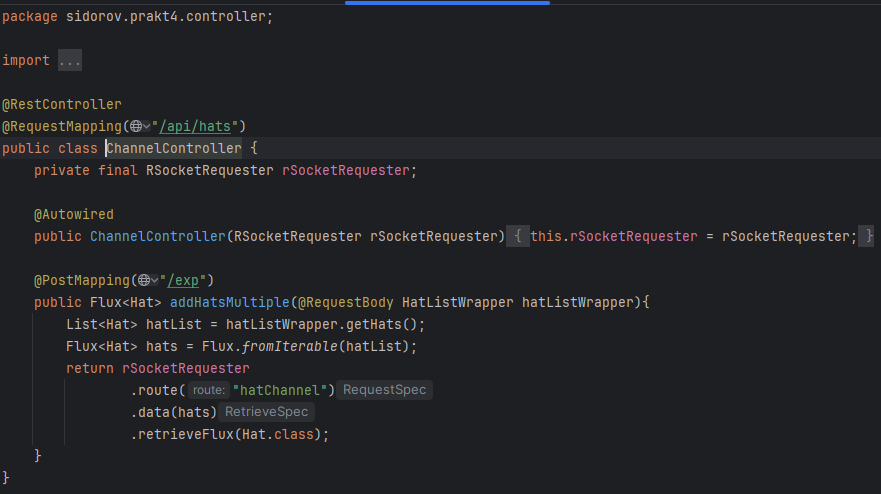 package sidorov.prakt4.controller;
import ...
@RestController
@RequestMapping("/api/hats")
public class ChannelController {
private final RSocketRequester rSocketRequester;
@Autowired
public ChannelController(RSocketRequester rSocketRequester) { this.rSocketRequester = rSocketRequester; }
@PostMapping("/exp")
public Flux<Hat> addHatsMultiple(@RequestBody HatListWrapper hatListWrapper){
List<Hat> hatList = hatListWrapper.getHats();
Flux<Hat> hats = Flux.fromIterable(hatList);
return rSocketRequester
.route( route: "hatChannel") RequestSpec
.data(hats) RetrieveSpec
.retrieveFlux(Hat.class);
}
}